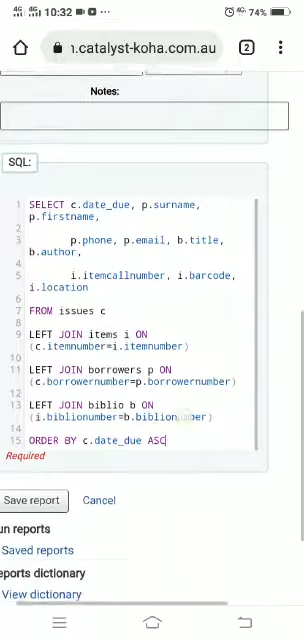 4G 4G 10:32 ... 4G 74%
n.catalyst-koha.com.au 2
Notes:
SQL:
1 SELECT c.date_due, p.surname,
p.firstname,
2
3 p.phone, p.email, b.title,
b.author,
4
5 i.itemcallnumber, i.barcode,
i.location
6
7 FROM issues c
8
9 LEFT JOIN items i ON
(c.itemnumber=i.itemnumber)
10
11 LEFT JOIN borrowers p ON
(c.borrowernumber=p.borrowernumber)
12
13 LEFT JOIN biblio b ON
(i.biblionumber=b.biblionumber)
14
15 ORDER BY c.date_due ASC
Required
Save report Cancel
un reports
Saved reports
eports dictionary
View dictionary